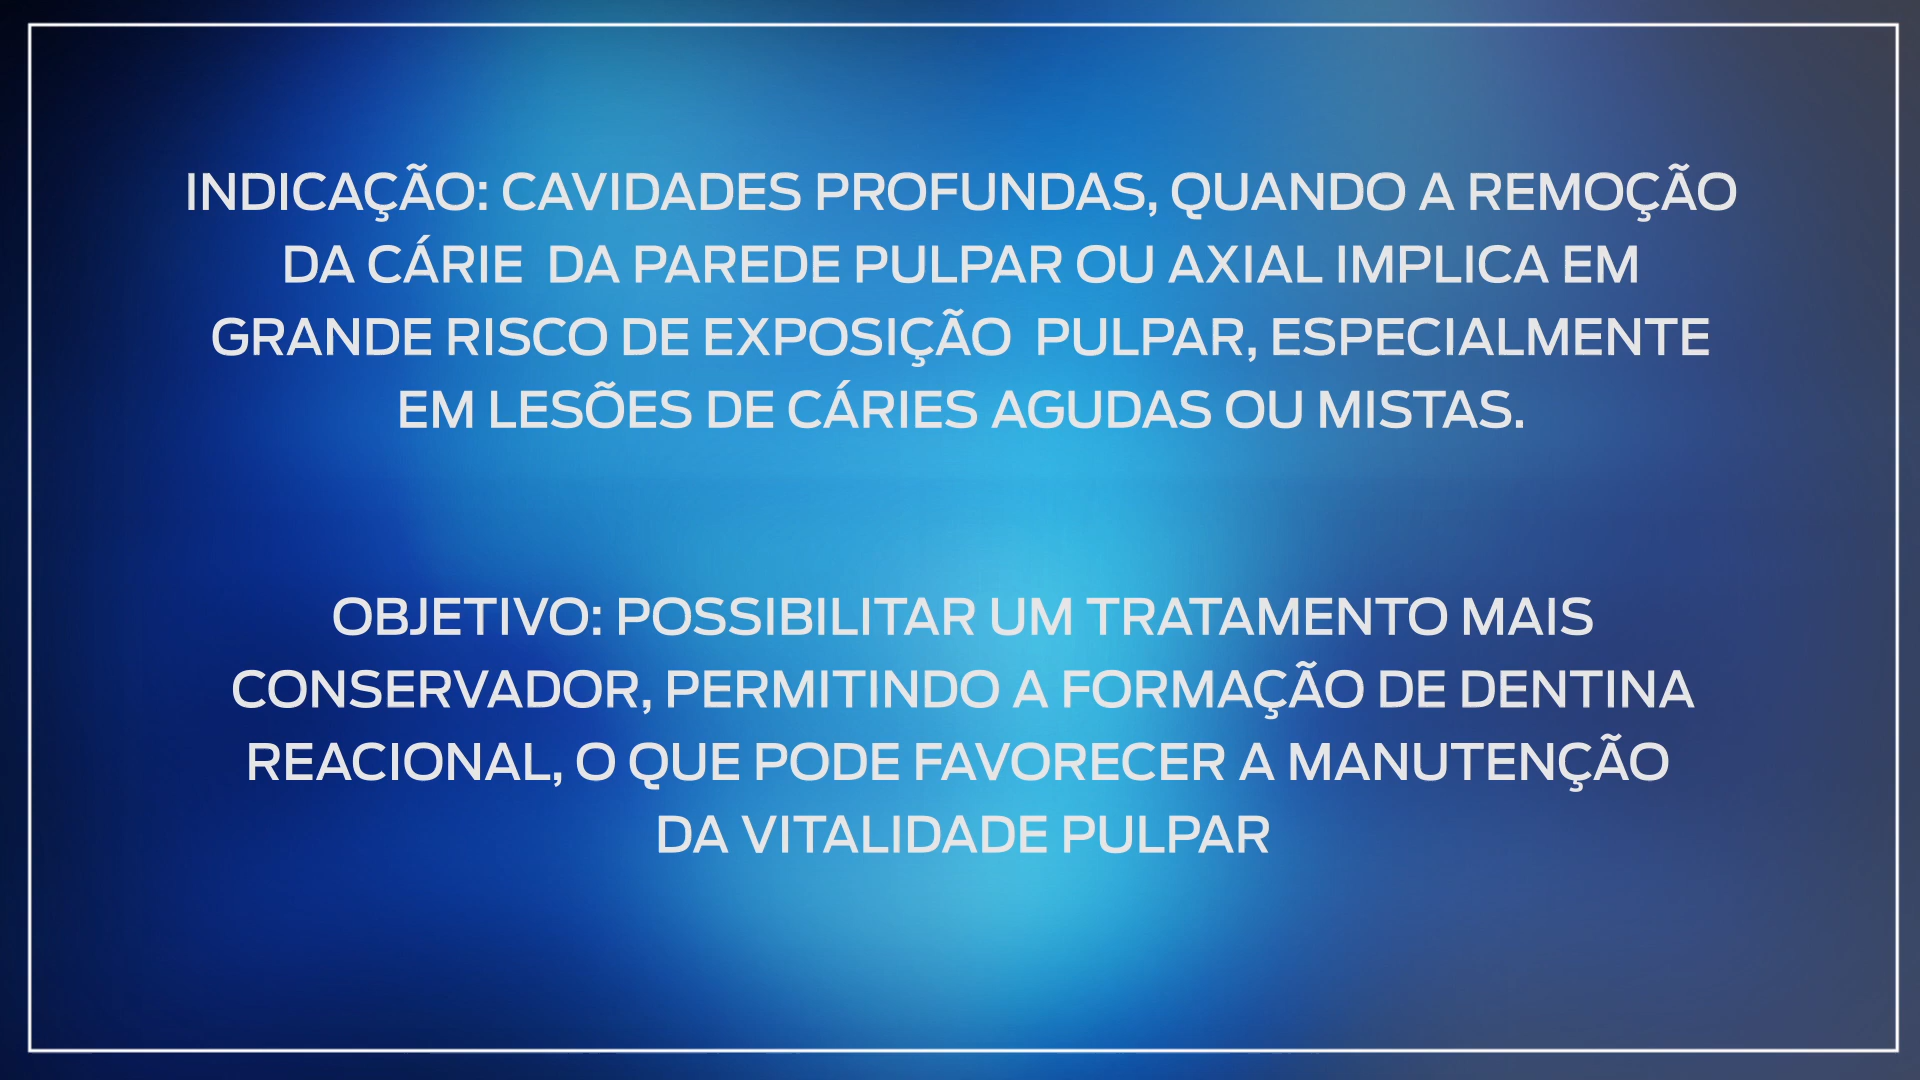 INDICAÇÃO: CAVIDADES PROFUNDAS, QUANDO A REMOÇÃO
DA CÁRIE  DA PAREDE PULPAR OU AXIAL IMPLICA EM
GRANDE RISCO DE EXPOSIÇÃO  PULPAR, ESPECIALMENTE
EM LESÕES DE CÁRIES AGUDAS OU MISTAS.
OBJETIVO: POSSIBILITAR UM TRATAMENTO MAIS
CONSERVADOR, PERMITINDO A FORMAÇÃO DE DENTINA
REACIONAL, O QUE PODE FAVORECER A MANUTENÇÃO
DA VITALIDADE PULPAR